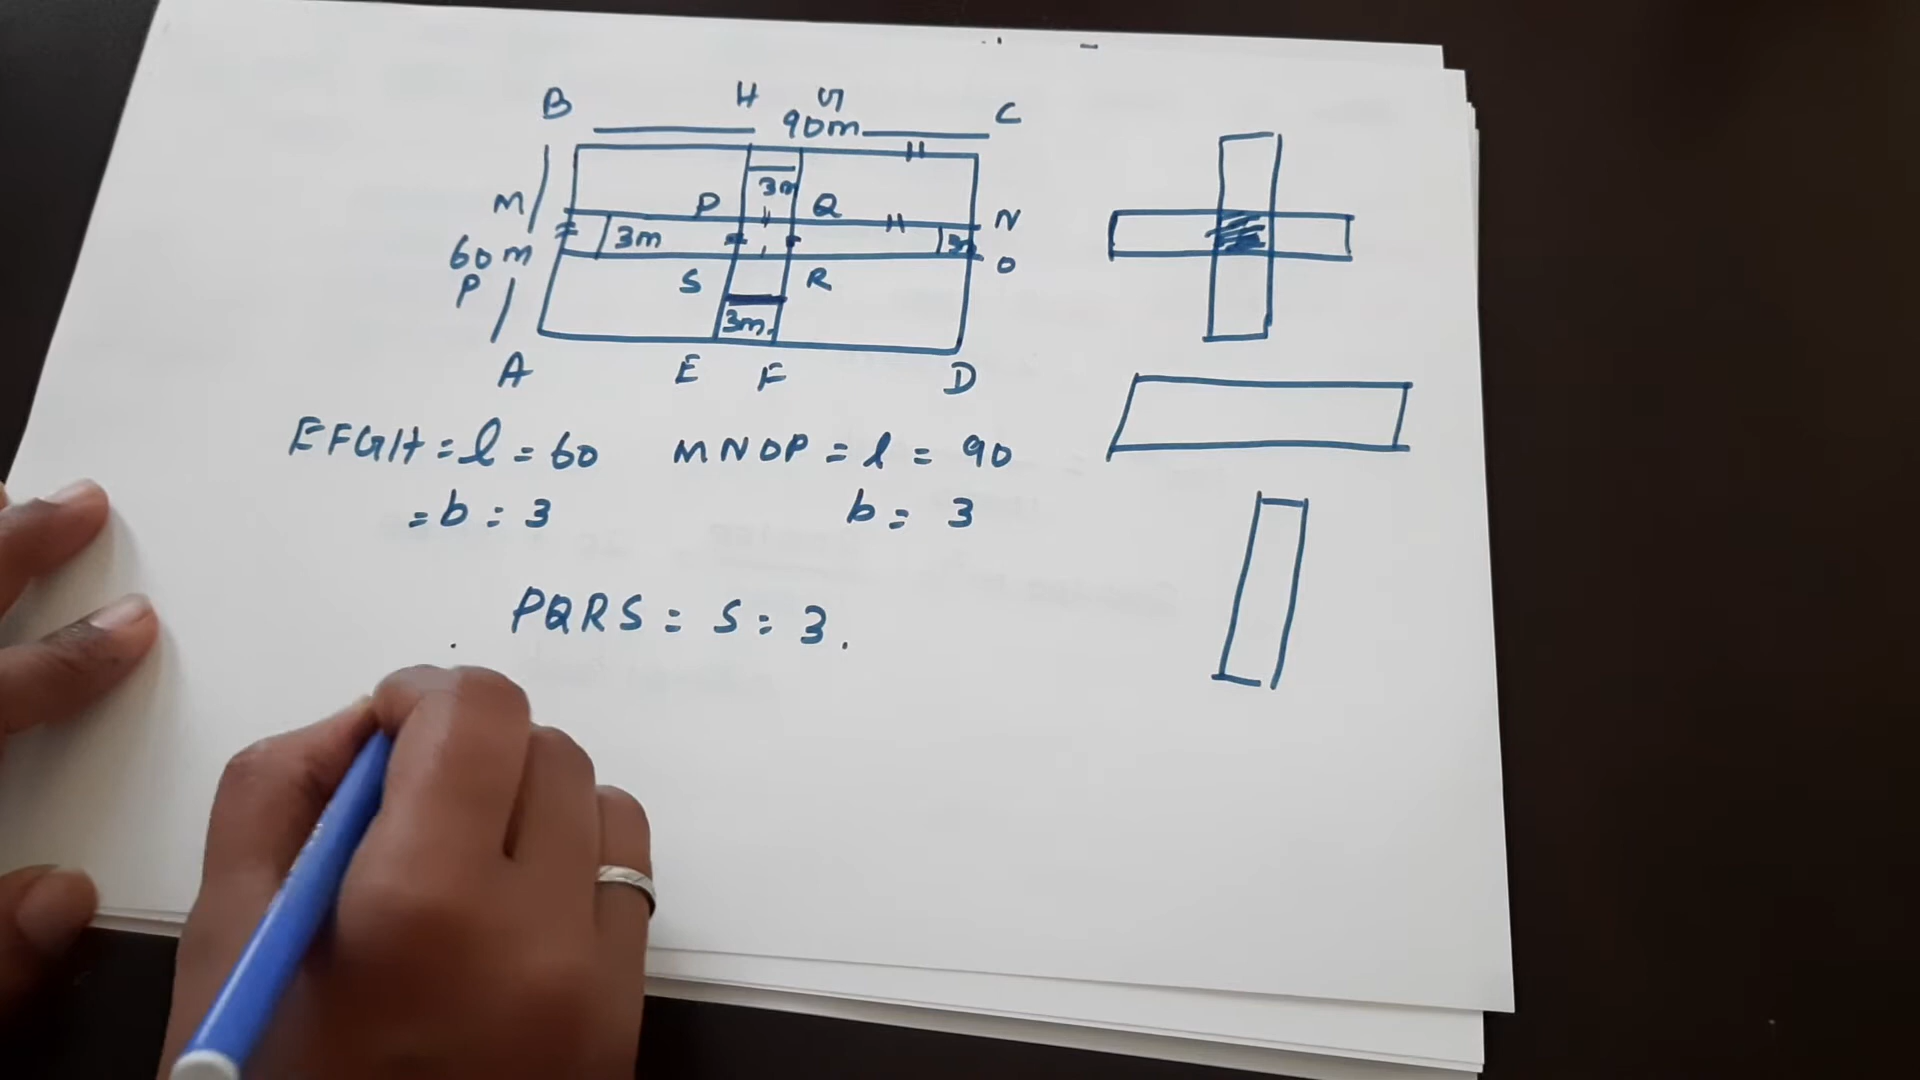 B H G C
90m
3m
M P Q N
3m 3m
60m O
P S R
3m.
A E F D
EFGH = l = 60 MNOP = l = 90
= b = 3 b = 3
PQRS = S = 3.